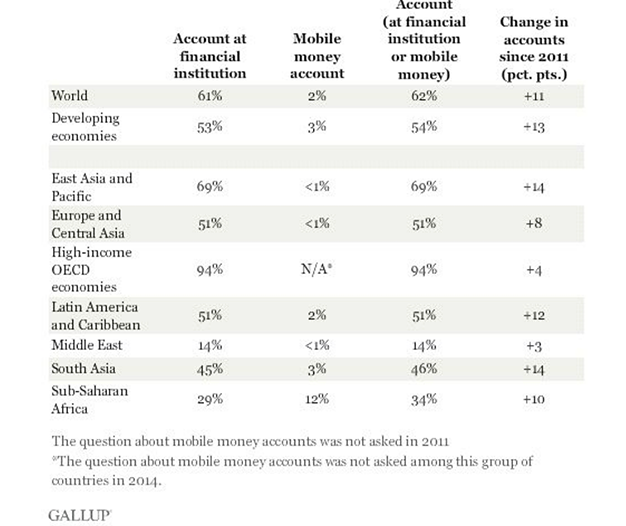 Account at financial institution
Mobile money account
Account (at financial institution or mobile money)
Change in accounts since 2011 (pct. pts.)
World 61% 2% 62% +11
Developing economies 53% 3% 54% +13
East Asia and Pacific 69% <1% 69% +14
Europe and Central Asia 51% <1% 51% +8
High-income OECD economies 94% N/A* 94% +4
Latin America and Caribbean 51% 2% 51% +12
Middle East 14% <1% 14% +3
South Asia 45% 3% 46% +14
Sub-Saharan Africa 29% 12% 34% +10
The question about mobile money accounts was not asked in 2011
*The question about mobile money accounts was not asked among this group of
countries in 2014.
GALLUP